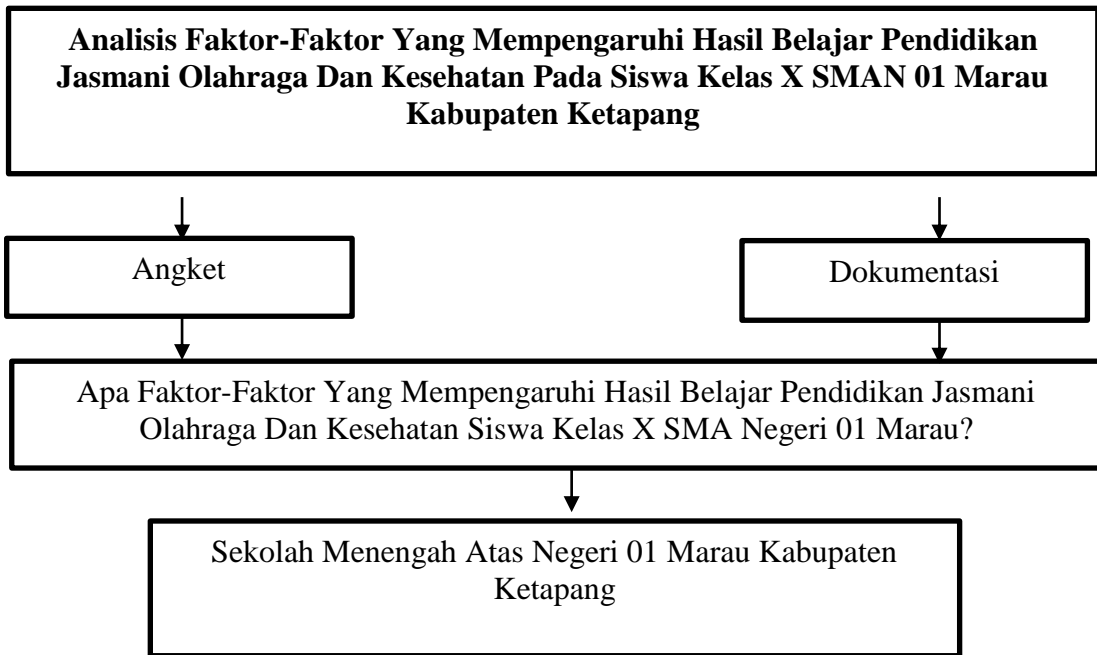 Analisis Faktor-Faktor Yang Mempengaruhi Hasil Belajar Pendidikan
Jasmani Olahraga Dan Kesehatan Pada Siswa Kelas X SMAN 01 Marau
Kabupaten Ketapang
Angket
Dokumentasi
Apa Faktor-Faktor Yang Mempengaruhi Hasil Belajar Pendidikan Jasmani
Olahraga Dan Kesehatan Siswa Kelas X SMA Negeri 01 Marau?
Sekolah Menengah Atas Negeri 01 Marau Kabupaten
Ketapang